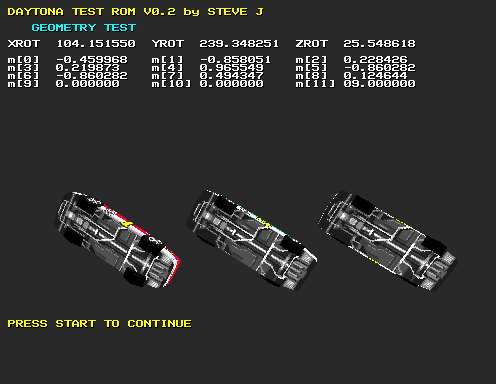 DAYTONA TEST ROM V0.2 by STEVE J
GEOMETRY TEST
XROT 104.151550 YROT 239.348251 ZROT 25.548618
m[0] -0.459968 m[1] -0.858051 m[2] 0.228426
m[3] 0.219873 m[4] 0.965549 m[5] -0.860282
m[6] -0.860282 m[7] 0.494347 m[8] 0.124644
m[9] 0.000000 m[10] 0.000000 m[11] 09.000000
PRESS START TO CONTINUE